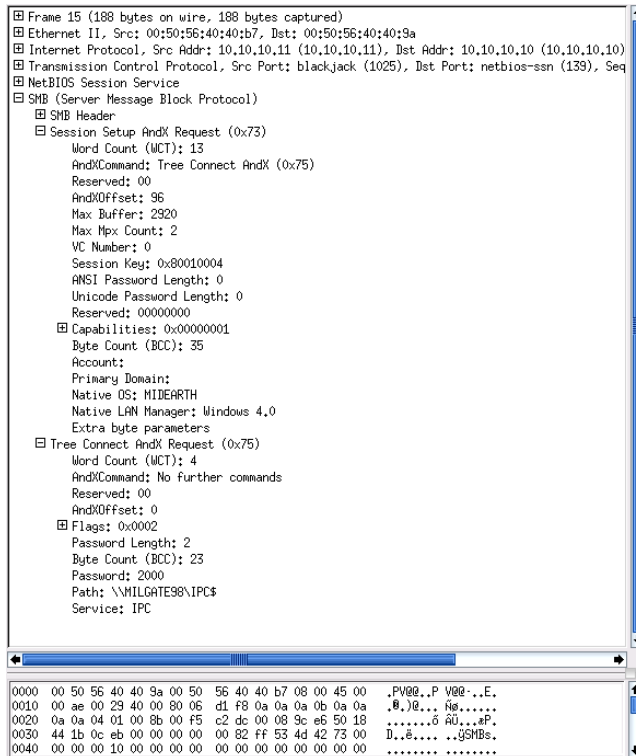 Frame 15 (188 bytes on wire, 188 bytes captured)
Ethernet II, Src: 00:50:56:40:40:b7, Dst: 00:50:56:40:40:9a
Internet Protocol, Src Addr: 10.10.10.11 (10.10.10.11), Dst Addr: 10.10.10.10 (10.10.10.10)
Transmission Control Protocol, Src Port: blackjack (1025), Dst Port: netbios-ssn (139), Seq
NetBIOS Session Service
SMB (Server Message Block Protocol)
SMB Header
Session Setup AndX Request (0x73)
Word Count (WCT): 13
AndXCommand: Tree Connect AndX (0x75)
Reserved: 00
AndXOffset: 96
Max Buffer: 2920
Max Mpx Count: 2
VC Number: 0
Session Key: 0x80010004
ANSI Password Length: 0
Unicode Password Length: 0
Reserved: 00000000
Capabilities: 0x00000001
Byte Count (BCC): 35
Account:
Primary Domain:
Native OS: MIDEARTH
Native LAN Manager: Windows 4.0
Extra byte parameters
Tree Connect AndX Request (0x75)
Word Count (WCT): 4
AndXCommand: No further commands
Reserved: 00
AndXOffset: 0
Flags: 0x0002
Password Length: 2
Byte Count (BCC): 23
Password: 2000
Path: \\MILGATE98\IPC$
Service: IPC
0000 00 50 56 40 40 9a 00 50 56 40 40 b7 08 00 45 00 .PV@@..P V@@·..E.
0010 00 ae 00 29 40 00 80 06 d1 f8 0a 0a 0a 0b 0a 0a .®.)@... Ñø......
0020 0a 0a 04 01 00 8b 00 f5 c2 dc 00 08 9c e6 50 18 .......õ ÂÜ...æP.
0030 44 1b 0c eb 00 00 00 00 00 82 ff 53 4d 42 73 00 D..ë.... ..ÿSMBs.
0040 00 00 00 10 00 00 00 00 00 00 00 00 00 00 00 00 ........ ........